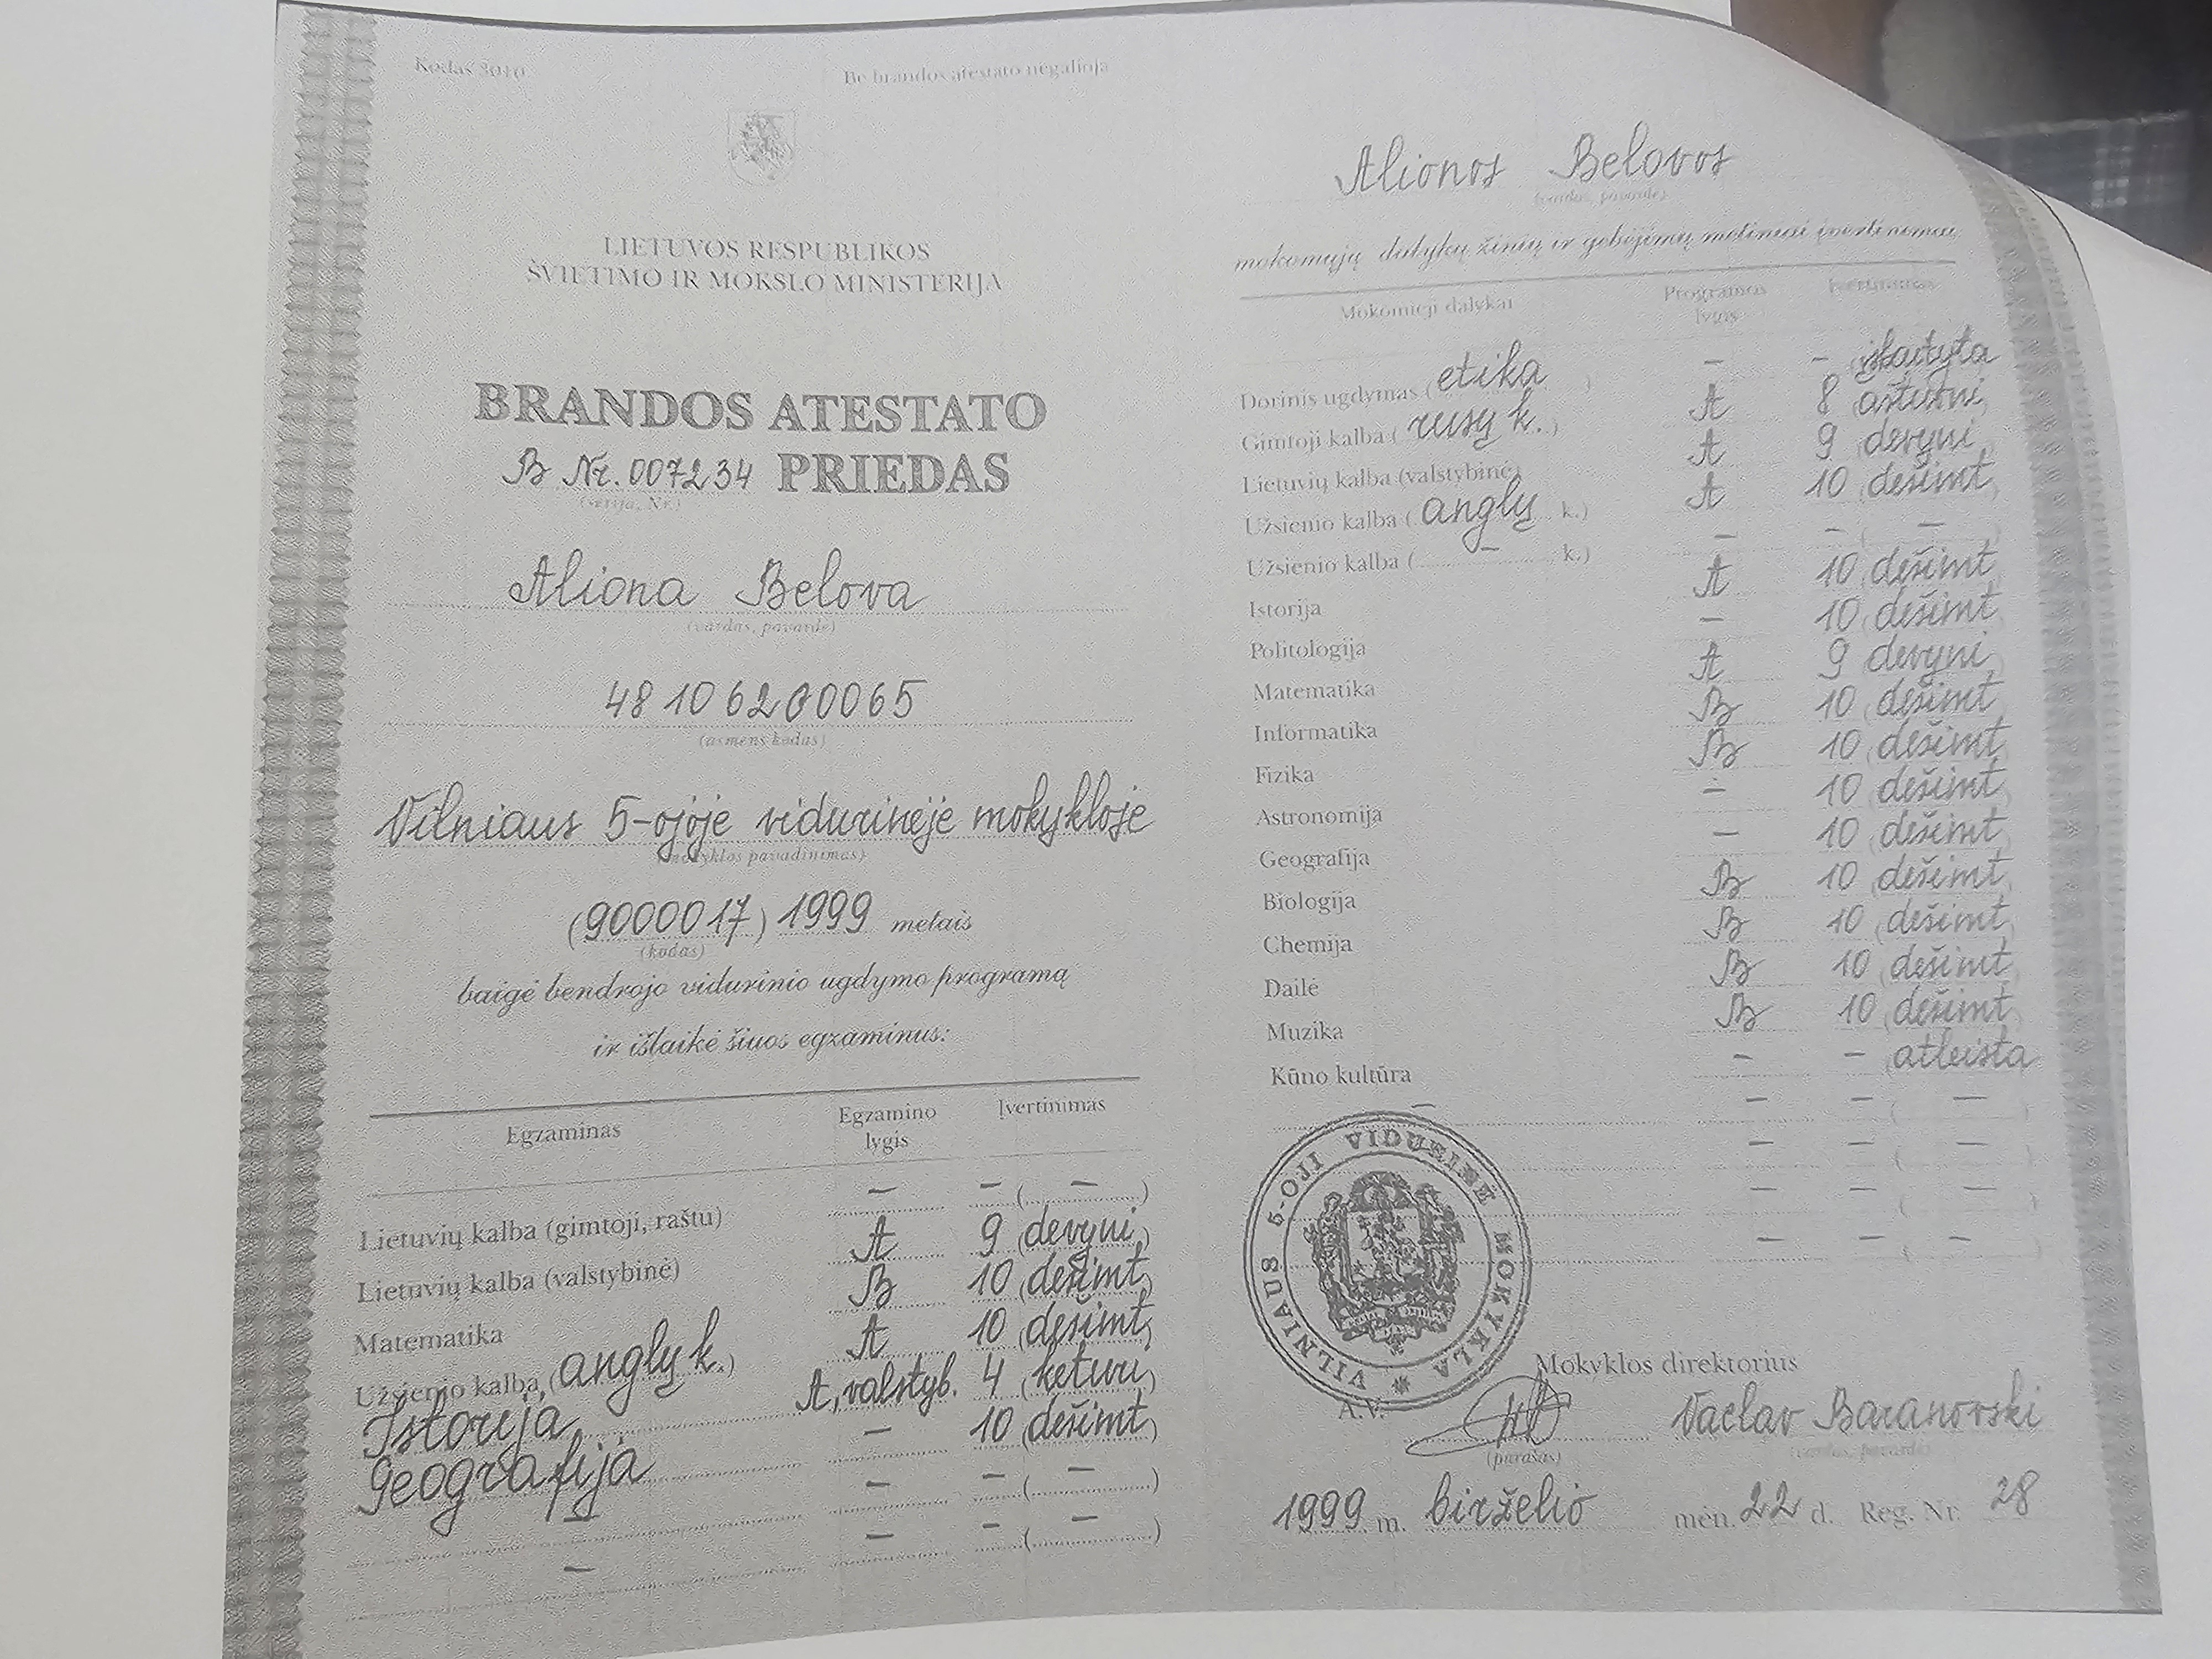 Kodas 3010
Be brandos atestato negalioja
LIETUVOS RESPUBLIKOS
ŠVIETIMO IR MOKSLO MINISTERIJA
BRANDOS ATESTATO
B Nr. 007234 PRIEDAS
(serija, Nr.)
Aliona Belova
(vardas, pavardė)
48106200065
(asmens kodas)
Vilniaus 5-ojoje vidurinėje mokykloje
(mokyklos pavadinimas)
(9000017) 1999 metais
(kodas)
baigė bendrojo vidurinio ugdymo programą
ir išlaikė šiuos egzaminus:
Egzaminas Egzamino lygis Įvertinimas
Lietuvių kalba (gimtoji, raštu) – – ( – )
Lietuvių kalba (valstybinė) A 9 (devyni)
Matematika B 10 (dešimt)
Užsienio kalba (anglų k.) A 10 (dešimt)
Istorija A, valstyb. 4 (keturi)
Geografija – 10 (dešimt)
– – – ( – )
– – – ( – )
Alionos Belovos
(vardas, pavardė)
mokomųjų dalykų žinių ir gebėjimų metiniai įvertinimai
Mokomieji dalykai Programos lygis Įvertinimas
Dorinis ugdymas (etika) – – (įskaityta)
Gimtoji kalba (rusų k.) A 8 (aštuoni)
Lietuvių kalba (valstybinė) A 9 (devyni)
Užsienio kalba (anglų k.) A 10 (dešimt)
Užsienio kalba ( – k.) – – ( – )
Istorija A 10 (dešimt)
Politologija – 10 (dešimt)
Matematika A 9 (devyni)
Informatika B 10 (dešimt)
Fizika B 10 (dešimt)
Astronomija – 10 (dešimt)
Geografija – 10 (dešimt)
Biologija B 10 (dešimt)
Chemija B 10 (dešimt)
Dailė B 10 (dešimt)
Muzika B 10 (dešimt)
Kūno kultūra – – (atleista)
– – – ( – )
– – ( – )
– – ( – )
– – ( – )
VILNIAUS 5-OJI VIDURINĖ MOKYKLA
A.V.
Mokyklos direktorius
Vaclav Baranovski
(parašas) (vardas, pavardė)
1999 m. birželio mėn. 22 d. Reg. Nr. 28